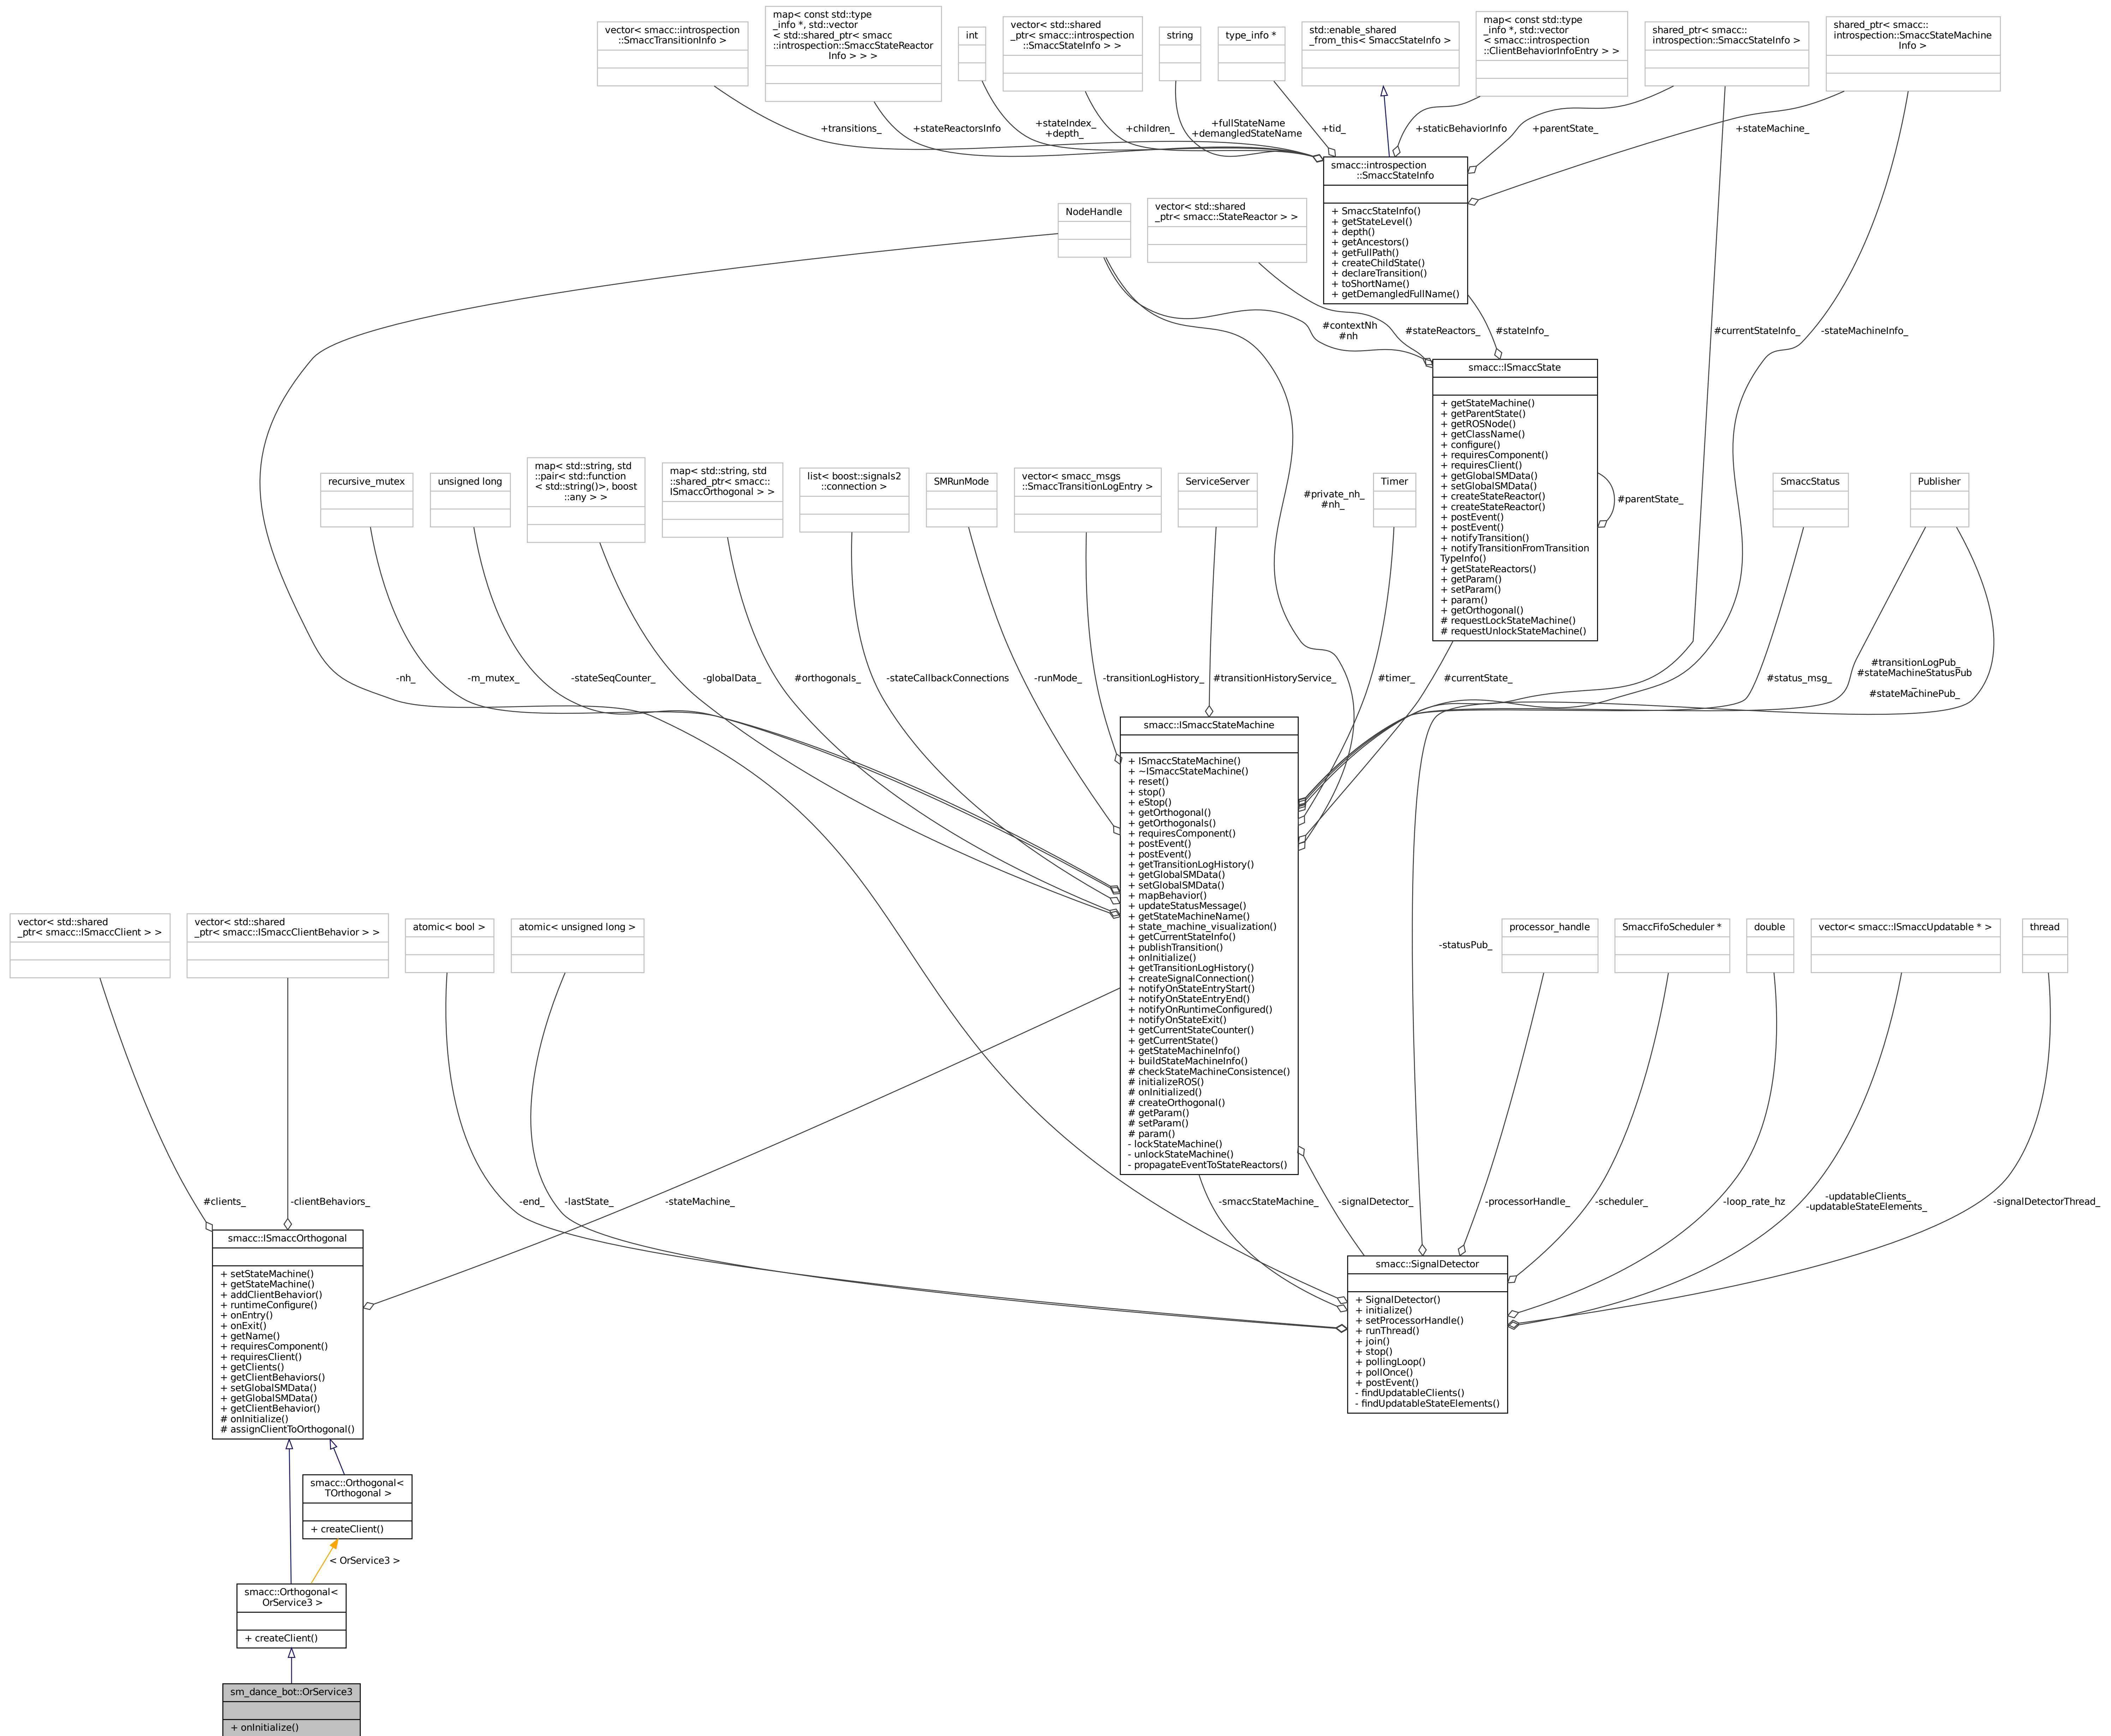 vector< smacc::introspection
::SmaccTransitionInfo >
map< const std::type
_info *, std::vector
< std::shared_ptr< smacc
::introspection::SmaccStateReactor
Info > > >
int
vector< std::shared
_ptr< smacc::introspection
::SmaccStateInfo > >
string
type_info *
std::enable_shared
_from_this< SmaccStateInfo >
map< const std::type
_info *, std::vector
< smacc::introspection
::ClientBehaviorInfoEntry > >
shared_ptr< smacc::
introspection::SmaccStateInfo >
shared_ptr< smacc::
introspection::SmaccStateMachine
Info >
+transitions_
+stateReactorsInfo
+stateIndex_
+depth_
+children_
+fullStateName
+demangledStateName
+tid_
+staticBehaviorInfo
+parentState_
+stateMachine_
smacc::introspection
::SmaccStateInfo
+ SmaccStateInfo()
+ getStateLevel()
+ depth()
+ getAncestors()
+ getFullPath()
+ createChildState()
+ declareTransition()
+ toShortName()
+ getDemangledFullName()
NodeHandle
vector< std::shared
_ptr< smacc::StateReactor > >
#contextNh
#nh
#stateReactors_
#stateInfo_
#currentStateInfo_
-stateMachineInfo_
smacc::ISmaccState
+ getStateMachine()
+ getParentState()
+ getROSNode()
+ getClassName()
+ configure()
+ requiresComponent()
+ requiresClient()
+ getGlobalSMData()
+ setGlobalSMData()
+ createStateReactor()
+ createStateReactor()
+ postEvent()
+ postEvent()
+ notifyTransition()
+ notifyTransitionFromTransition
TypeInfo()
+ getStateReactors()
+ getParam()
+ setParam()
+ param()
+ getOrthogonal()
# requestLockStateMachine()
# requestUnlockStateMachine()
#parentState_
recursive_mutex
unsigned long
map< std::string, std
::pair< std::function
< std::string()>, boost
::any > >
map< std::string, std
::shared_ptr< smacc::
ISmaccOrthogonal > >
list< boost::signals2
::connection >
SMRunMode
vector< smacc_msgs
::SmaccTransitionLogEntry >
ServiceServer
#private_nh_
#nh_
Timer
SmaccStatus
Publisher
-nh_
-m_mutex_
-stateSeqCounter_
-globalData_
#orthogonals_
-stateCallbackConnections
-runMode_
-transitionLogHistory_
#transitionHistoryService_
#timer_
#currentState_
#status_msg_
#transitionLogPub_
#stateMachineStatusPub
_
#stateMachinePub_
smacc::ISmaccStateMachine
+ ISmaccStateMachine()
+ ~ISmaccStateMachine()
+ reset()
+ stop()
+ eStop()
+ getOrthogonal()
+ getOrthogonals()
+ requiresComponent()
+ postEvent()
+ postEvent()
+ getTransitionLogHistory()
+ getGlobalSMData()
+ setGlobalSMData()
+ mapBehavior()
+ updateStatusMessage()
+ getStateMachineName()
+ state_machine_visualization()
+ getCurrentStateInfo()
+ publishTransition()
+ onInitialize()
+ getTransitionLogHistory()
+ createSignalConnection()
+ notifyOnStateEntryStart()
+ notifyOnStateEntryEnd()
+ notifyOnRuntimeConfigured()
+ notifyOnStateExit()
+ getCurrentStateCounter()
+ getCurrentState()
+ getStateMachineInfo()
+ buildStateMachineInfo()
# checkStateMachineConsistence()
# initializeROS()
# onInitialized()
# createOrthogonal()
# getParam()
# setParam()
# param()
- lockStateMachine()
- unlockStateMachine()
- propagateEventToStateReactors()
vector< std::shared
_ptr< smacc::ISmaccClient > >
vector< std::shared
_ptr< smacc::ISmaccClientBehavior > >
atomic< bool >
atomic< unsigned long >
-statusPub_
processor_handle
SmaccFifoScheduler *
double
vector< smacc::ISmaccUpdatable * >
thread
#clients_
-clientBehaviors_
-end_
-lastState_
-stateMachine_
-smaccStateMachine_
-signalDetector_
-processorHandle_
-scheduler_
-loop_rate_hz
-updatableClients_
-updatableStateElements_
-signalDetectorThread_
smacc::ISmaccOrthogonal
+ setStateMachine()
+ getStateMachine()
+ addClientBehavior()
+ runtimeConfigure()
+ onEntry()
+ onExit()
+ getName()
+ requiresComponent()
+ requiresClient()
+ getClients()
+ getClientBehaviors()
+ setGlobalSMData()
+ getGlobalSMData()
+ getClientBehavior()
# onInitialize()
# assignClientToOrthogonal()
smacc::SignalDetector
+ SignalDetector()
+ initialize()
+ setProcessorHandle()
+ runThread()
+ join()
+ stop()
+ pollingLoop()
+ pollOnce()
+ postEvent()
- findUpdatableClients()
- findUpdatableStateElements()
smacc::Orthogonal<
TOrthogonal >
+ createClient()
< OrService3 >
smacc::Orthogonal<
OrService3 >
+ createClient()
sm_dance_bot::OrService3
+ onInitialize()